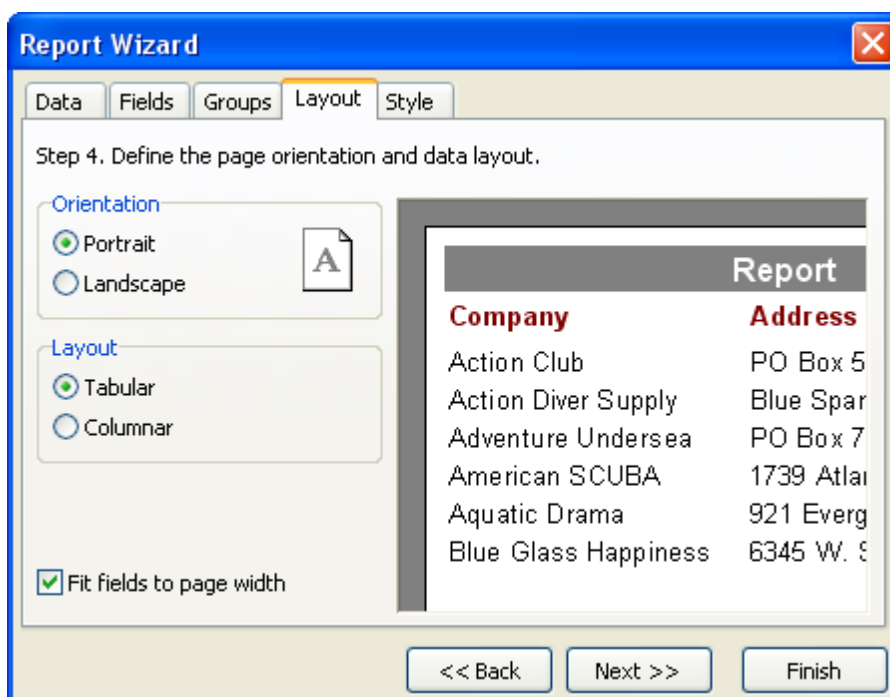 Report Wizard
Data Fields Groups Layout Style
Step 4. Define the page orientation and data layout.
Orientation
Portrait
Landscape
A
Layout
Tabular
Columnar
Fit fields to page width
Report
Company Address
Action Club PO Box 5
Action Diver Supply Blue Spar
Adventure Undersea PO Box 7
American SCUBA 1739 Atla
Aquatic Drama 921 Everg
Blue Glass Happiness 6345 W. S
<< Back Next >> Finish